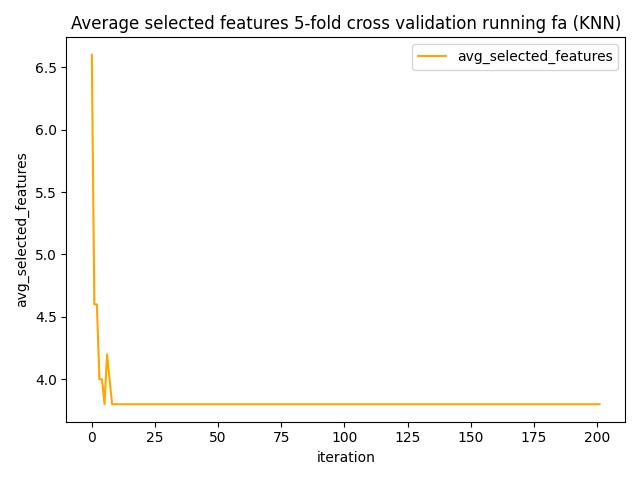 Average selected features 5-fold cross validation running fa (KNN)
avg_selected_features
avg_selected_features
6.5
6.0
5.5
5.0
4.5
4.0
0 25 50 75 100 125 150 175 200
iteration